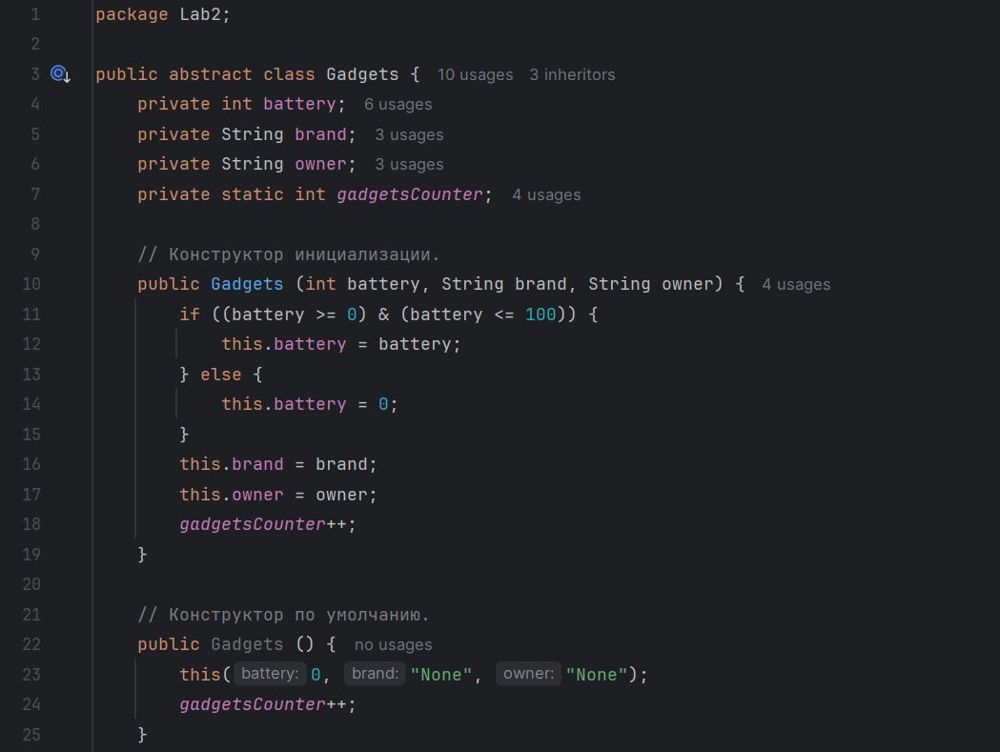 1 package Lab2;
2
3 public abstract class Gadgets { 10 usages 3 inheritors
4 private int battery; 6 usages
5 private String brand; 3 usages
6 private String owner; 3 usages
7 private static int gadgetsCounter; 4 usages
8
9 // Конструктор инициализации.
10 public Gadgets (int battery, String brand, String owner) { 4 usages
11 if ((battery >= 0) & (battery <= 100)) {
12 this.battery = battery;
13 } else {
14 this.battery = 0;
15 }
16 this.brand = brand;
17 this.owner = owner;
18 gadgetsCounter++;
19 }
20
21 // Конструктор по умолчанию.
22 public Gadgets () { no usages
23 this( battery: 0, brand: "None", owner: "None");
24 gadgetsCounter++;
25 }